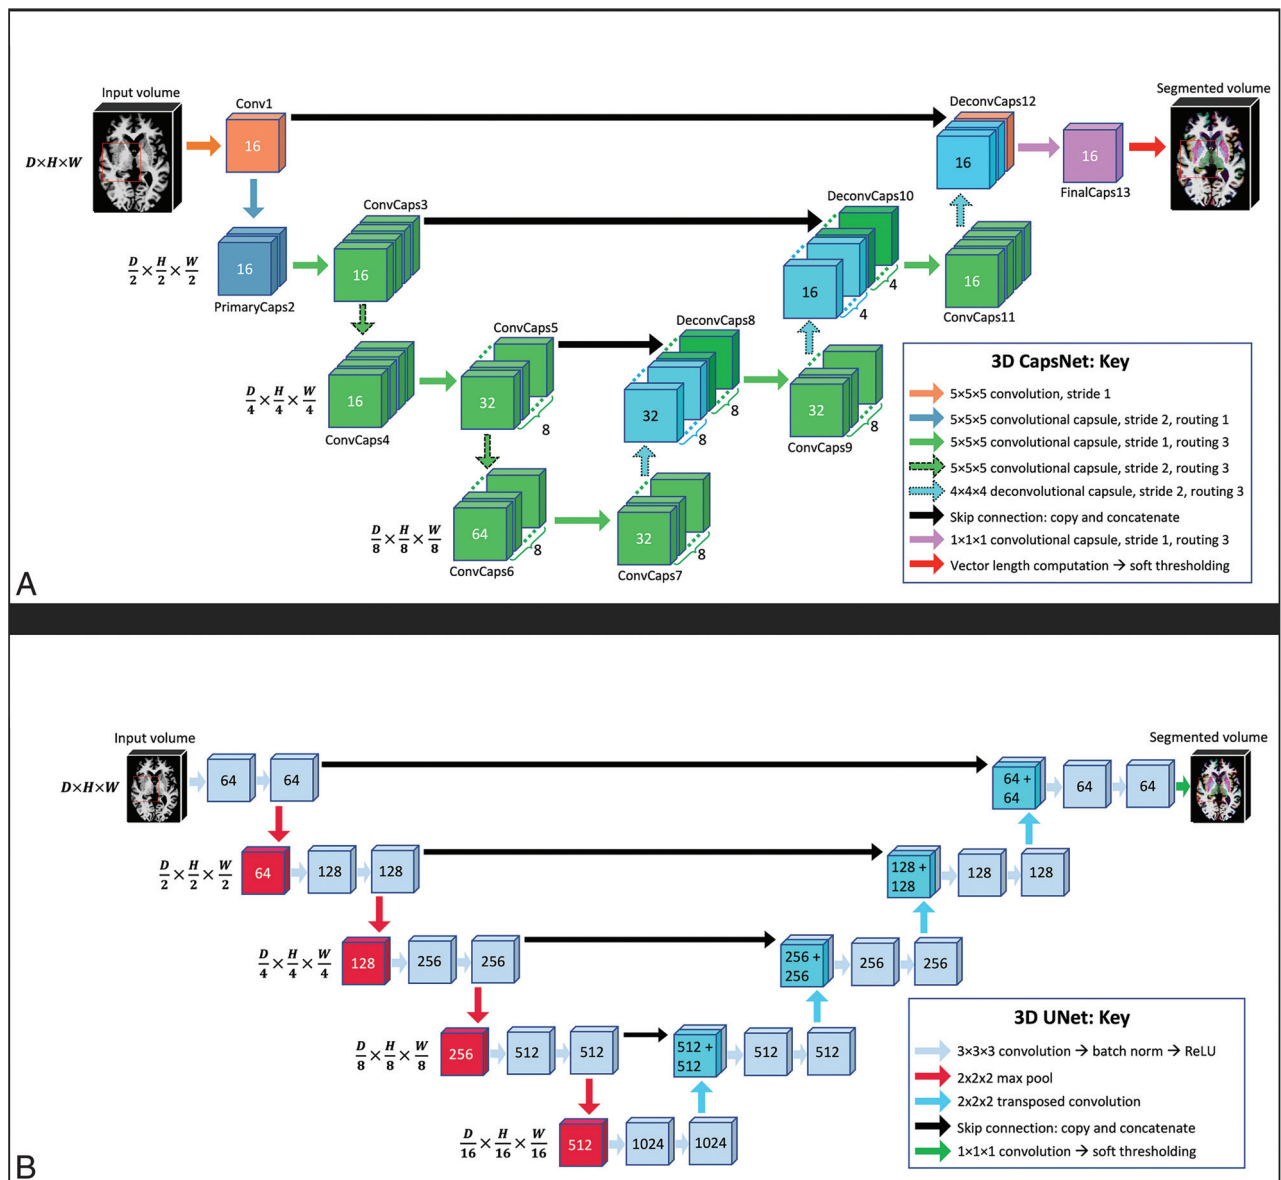 Input volume
Conv1
DeconvCaps12
Segmented volume
D×H×W
16
16
16
FinalCaps13
ConvCaps3
DeconvCaps10
D/2 × H/2 × W/2
16
PrimaryCaps2
16
16
4
4
16
ConvCaps11
ConvCaps5
DeconvCaps8
D/4 × H/4 × W/4
16
ConvCaps4
32
8
32
8
8
32
8
ConvCaps9
D/8 × H/8 × W/8
64
8
ConvCaps6
32
8
ConvCaps7
3D CapsNet: Key
5×5×5 convolution, stride 1
5×5×5 convolutional capsule, stride 2, routing 1
5×5×5 convolutional capsule, stride 1, routing 3
5×5×5 convolutional capsule, stride 2, routing 3
4×4×4 deconvolutional capsule, stride 2, routing 3
Skip connection: copy and concatenate
1×1×1 convolutional capsule, stride 1, routing 3
Vector length computation → soft thresholding
A
Input volume
Segmented volume
D×H×W
64
64
64 +
64
64
64
D/2 × H/2 × W/2
64
128
128
128 +
128
128
128
D/4 × H/4 × W/4
128
256
256
256 +
256
256
256
D/8 × H/8 × W/8
256
512
512
512 +
512
512
512
D/16 × H/16 × W/16
512
1024
1024
3D UNet: Key
3×3×3 convolution → batch norm → ReLU
2x2x2 max pool
2x2x2 transposed convolution
Skip connection: copy and concatenate
1×1×1 convolution → soft thresholding
B